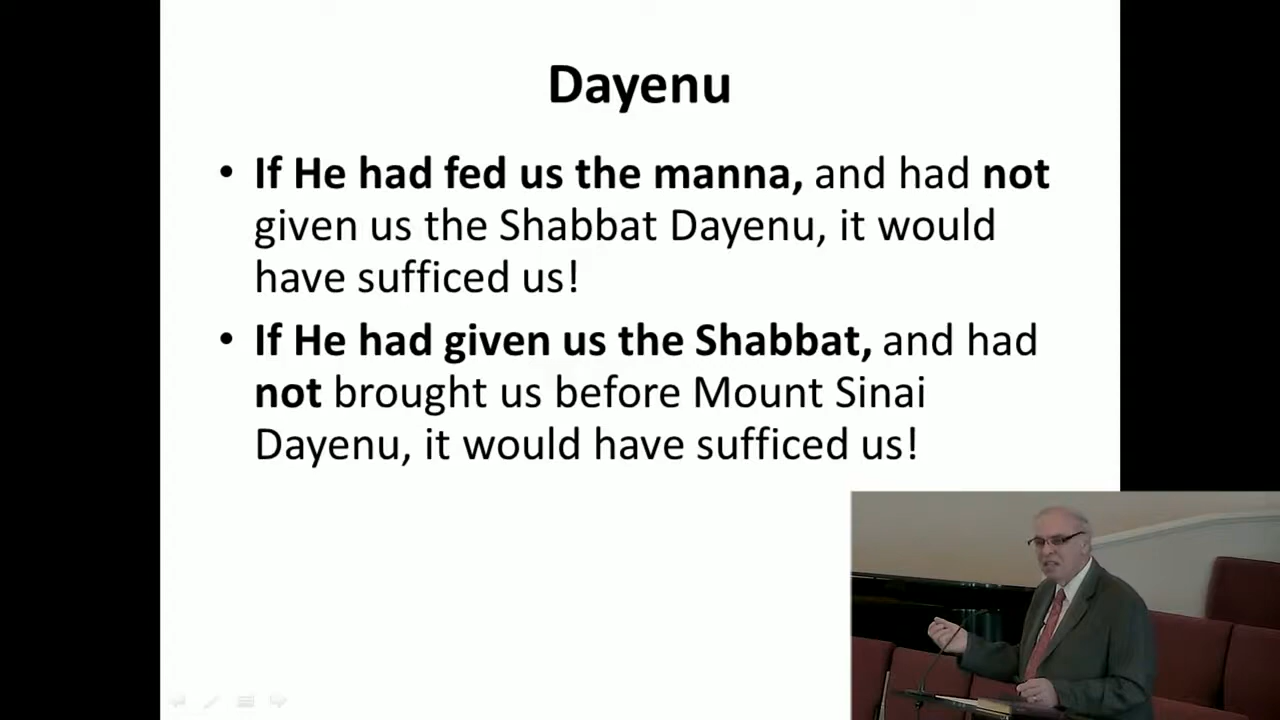 Dayenu
• If He had fed us the manna, and had not
given us the Shabbat Dayenu, it would
have sufficed us!
• If He had given us the Shabbat, and had
not brought us before Mount Sinai
Dayenu, it would have sufficed us!